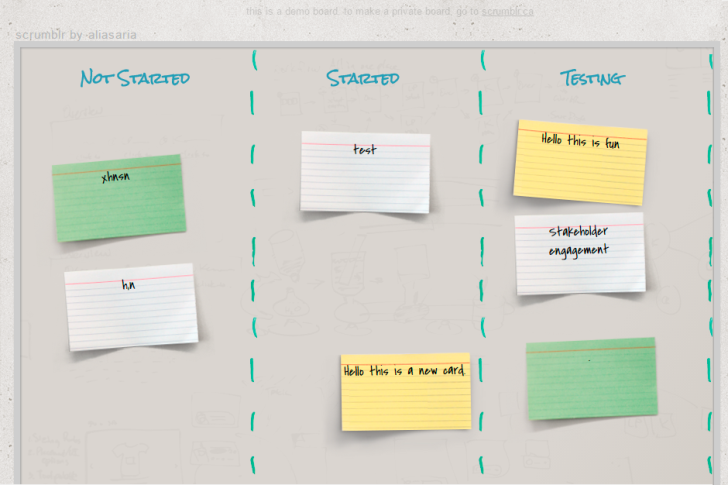 this is a demo board. to make a private board, go to scrumblr.ca
scrumblr by aliasaria
Not Started
Started
Testing
xhnsn
hn
test
Hello this is a new card
Hello this is fun
Stakeholder
engagement